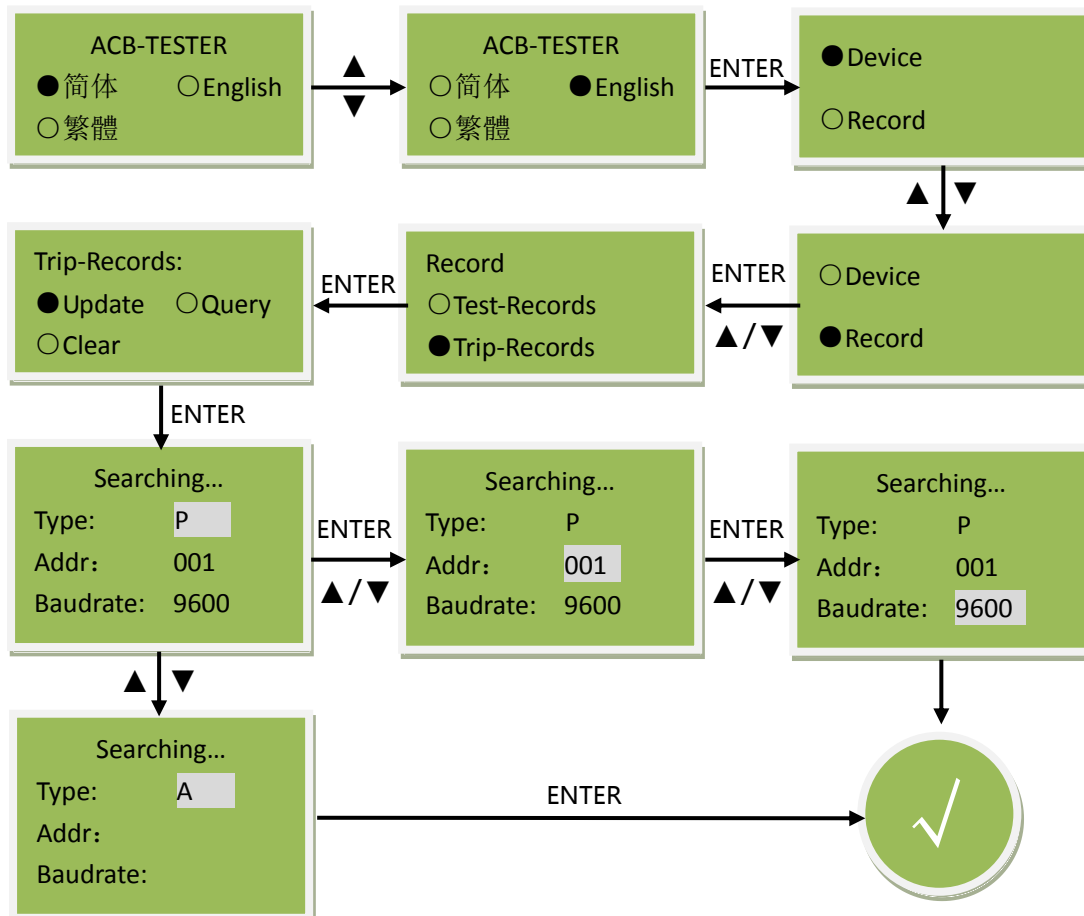 ACB-TESTER
●简体 ○English
○繁體
▲
▼
ACB-TESTER
○简体 ●English
○繁體
ENTER
●Device
○Record
▲ ▼
○Device
●Record
ENTER
▲/▼
Record
○Test-Records
●Trip-Records
ENTER
Trip-Records:
●Update ○Query
○Clear
ENTER
Searching...
Type: P
Addr： 001
Baudrate: 9600
ENTER
▲/▼
Searching...
Type: P
Addr： 001
Baudrate: 9600
ENTER
▲/▼
Searching...
Type: P
Addr： 001
Baudrate: 9600
▲ ▼
Searching...
Type: A
Addr：
Baudrate:
ENTER
√